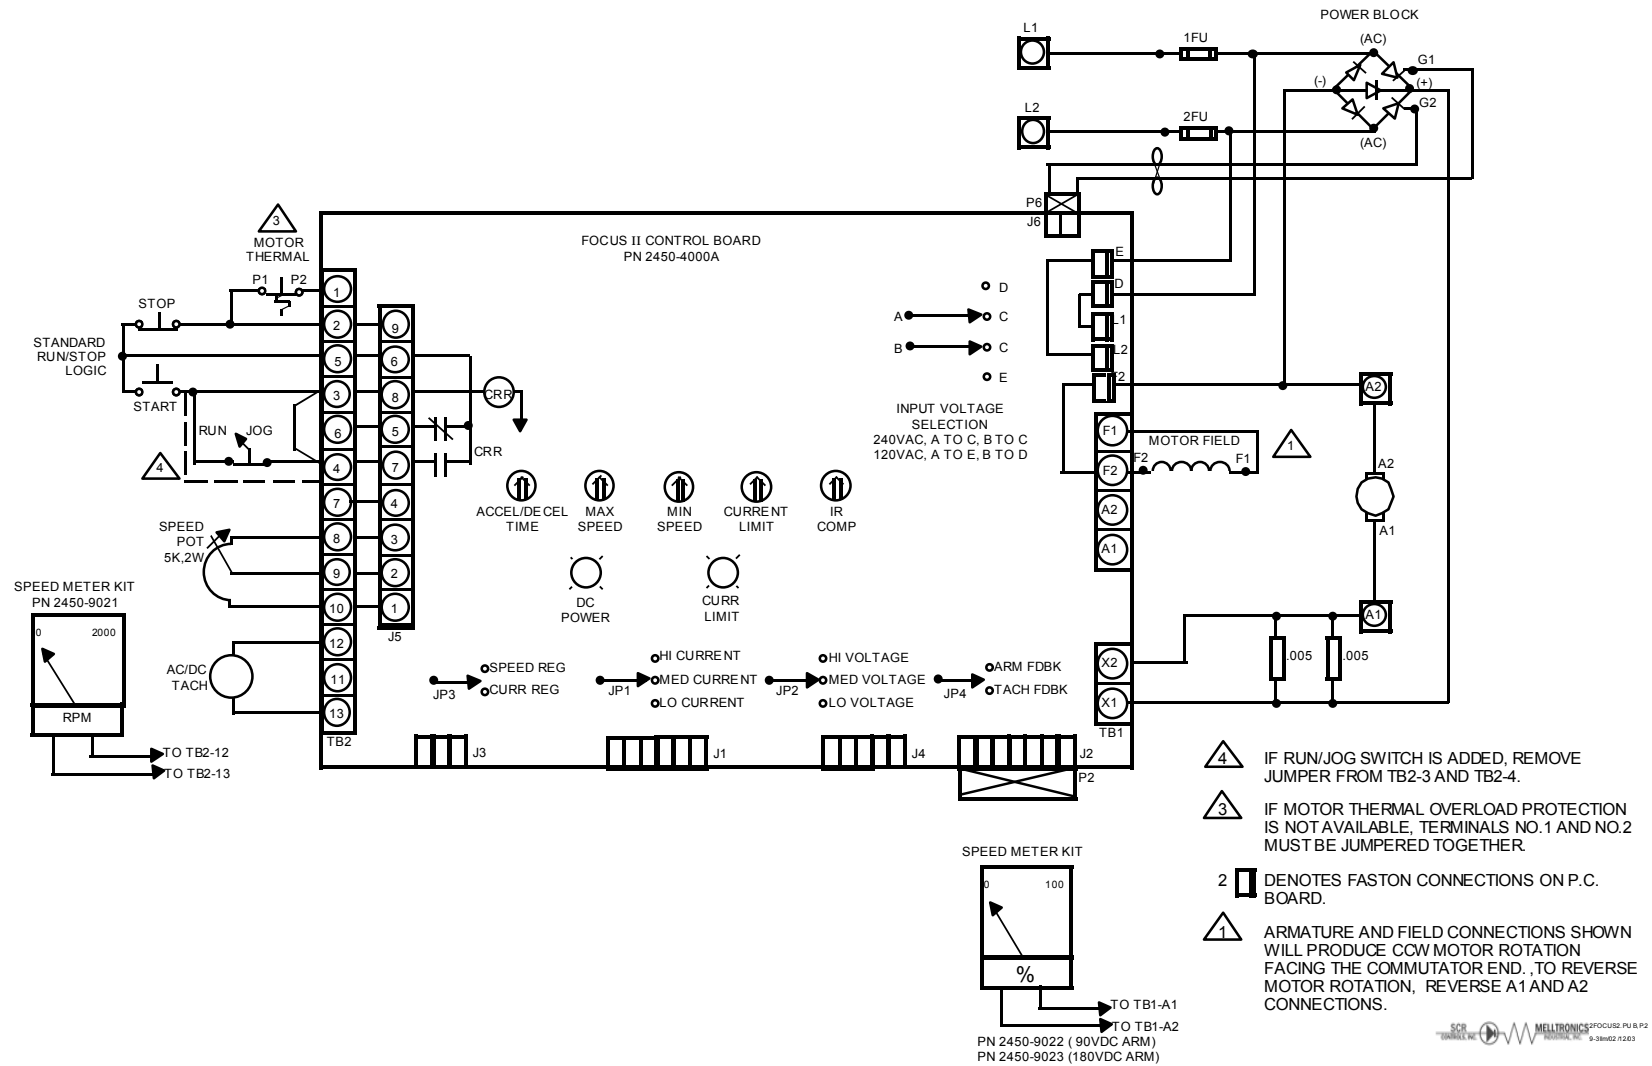 POWER BLOCK
L1
1FU
(AC)
G1
(-)
(+)
L2
2FU
G2
(AC)
P6
J6
3
MOTOR
THERMAL
P1 P2
FOCUS II CONTROL BOARD
PN 2450-4000A
E
D
L1
L2
T2
D
A C
B C
E
INPUT VOLTAGE
SELECTION
240VAC, A TO C, B TO C
120VAC, A TO E, B TO D
STOP
STANDARD
RUN/STOP
LOGIC
START
RUN JOG
4
1
2
5
3
6
4
7
8
9
10
12
11
13
TB2
9
6
8
5
7
4
3
2
1
J5
CRR
CRR
ACCEL/DECEL
TIME
MAX
SPEED
MIN
SPEED
CURRENT
LIMIT
IR
COMP
DC
POWER
CURR
LIMIT
F1
F2
A2
A1
MOTOR FIELD
F2 F1
1
A2
A2
A1
A1
.005 .005
X2
X1
TB1
SPEED
POT
5K,2W
SPEED METER KIT
PN 2450-9021
0 2000
RPM
AC/DC
TACH
TO TB2-12
TO TB2-13
JP3
SPEED REG
CURR REG
JP1
HI CURRENT
MED CURRENT
LO CURRENT
JP2
HI VOLTAGE
MED VOLTAGE
LO VOLTAGE
JP4
ARM FDBK
TACH FDBK
J3
J1
J4
J2
P2
SPEED METER KIT
0 100
%
TO TB1-A1
TO TB1-A2
PN 2450-9022 ( 90VDC ARM)
PN 2450-9023 (180VDC ARM)
4 IF RUN/JOG SWITCH IS ADDED, REMOVE
JUMPER FROM TB2-3 AND TB2-4.
3 IF MOTOR THERMAL OVERLOAD PROTECTION
IS NOT AVAILABLE, TERMINALS NO.1 AND NO.2
MUST BE JUMPERED TOGETHER.
2 DENOTES FASTON CONNECTIONS ON P.C.
BOARD.
1 ARMATURE AND FIELD CONNECTIONS SHOWN
WILL PRODUCE CCW MOTOR ROTATION
FACING THE COMMUTATOR END. ,TO REVERSE
MOTOR ROTATION, REVERSE A1 AND A2
CONNECTIONS.
SCR
CONTROLS, INC.
MELLTRONICS
INDUSTRIAL, INC.
2FOCUS2.PUB,P2